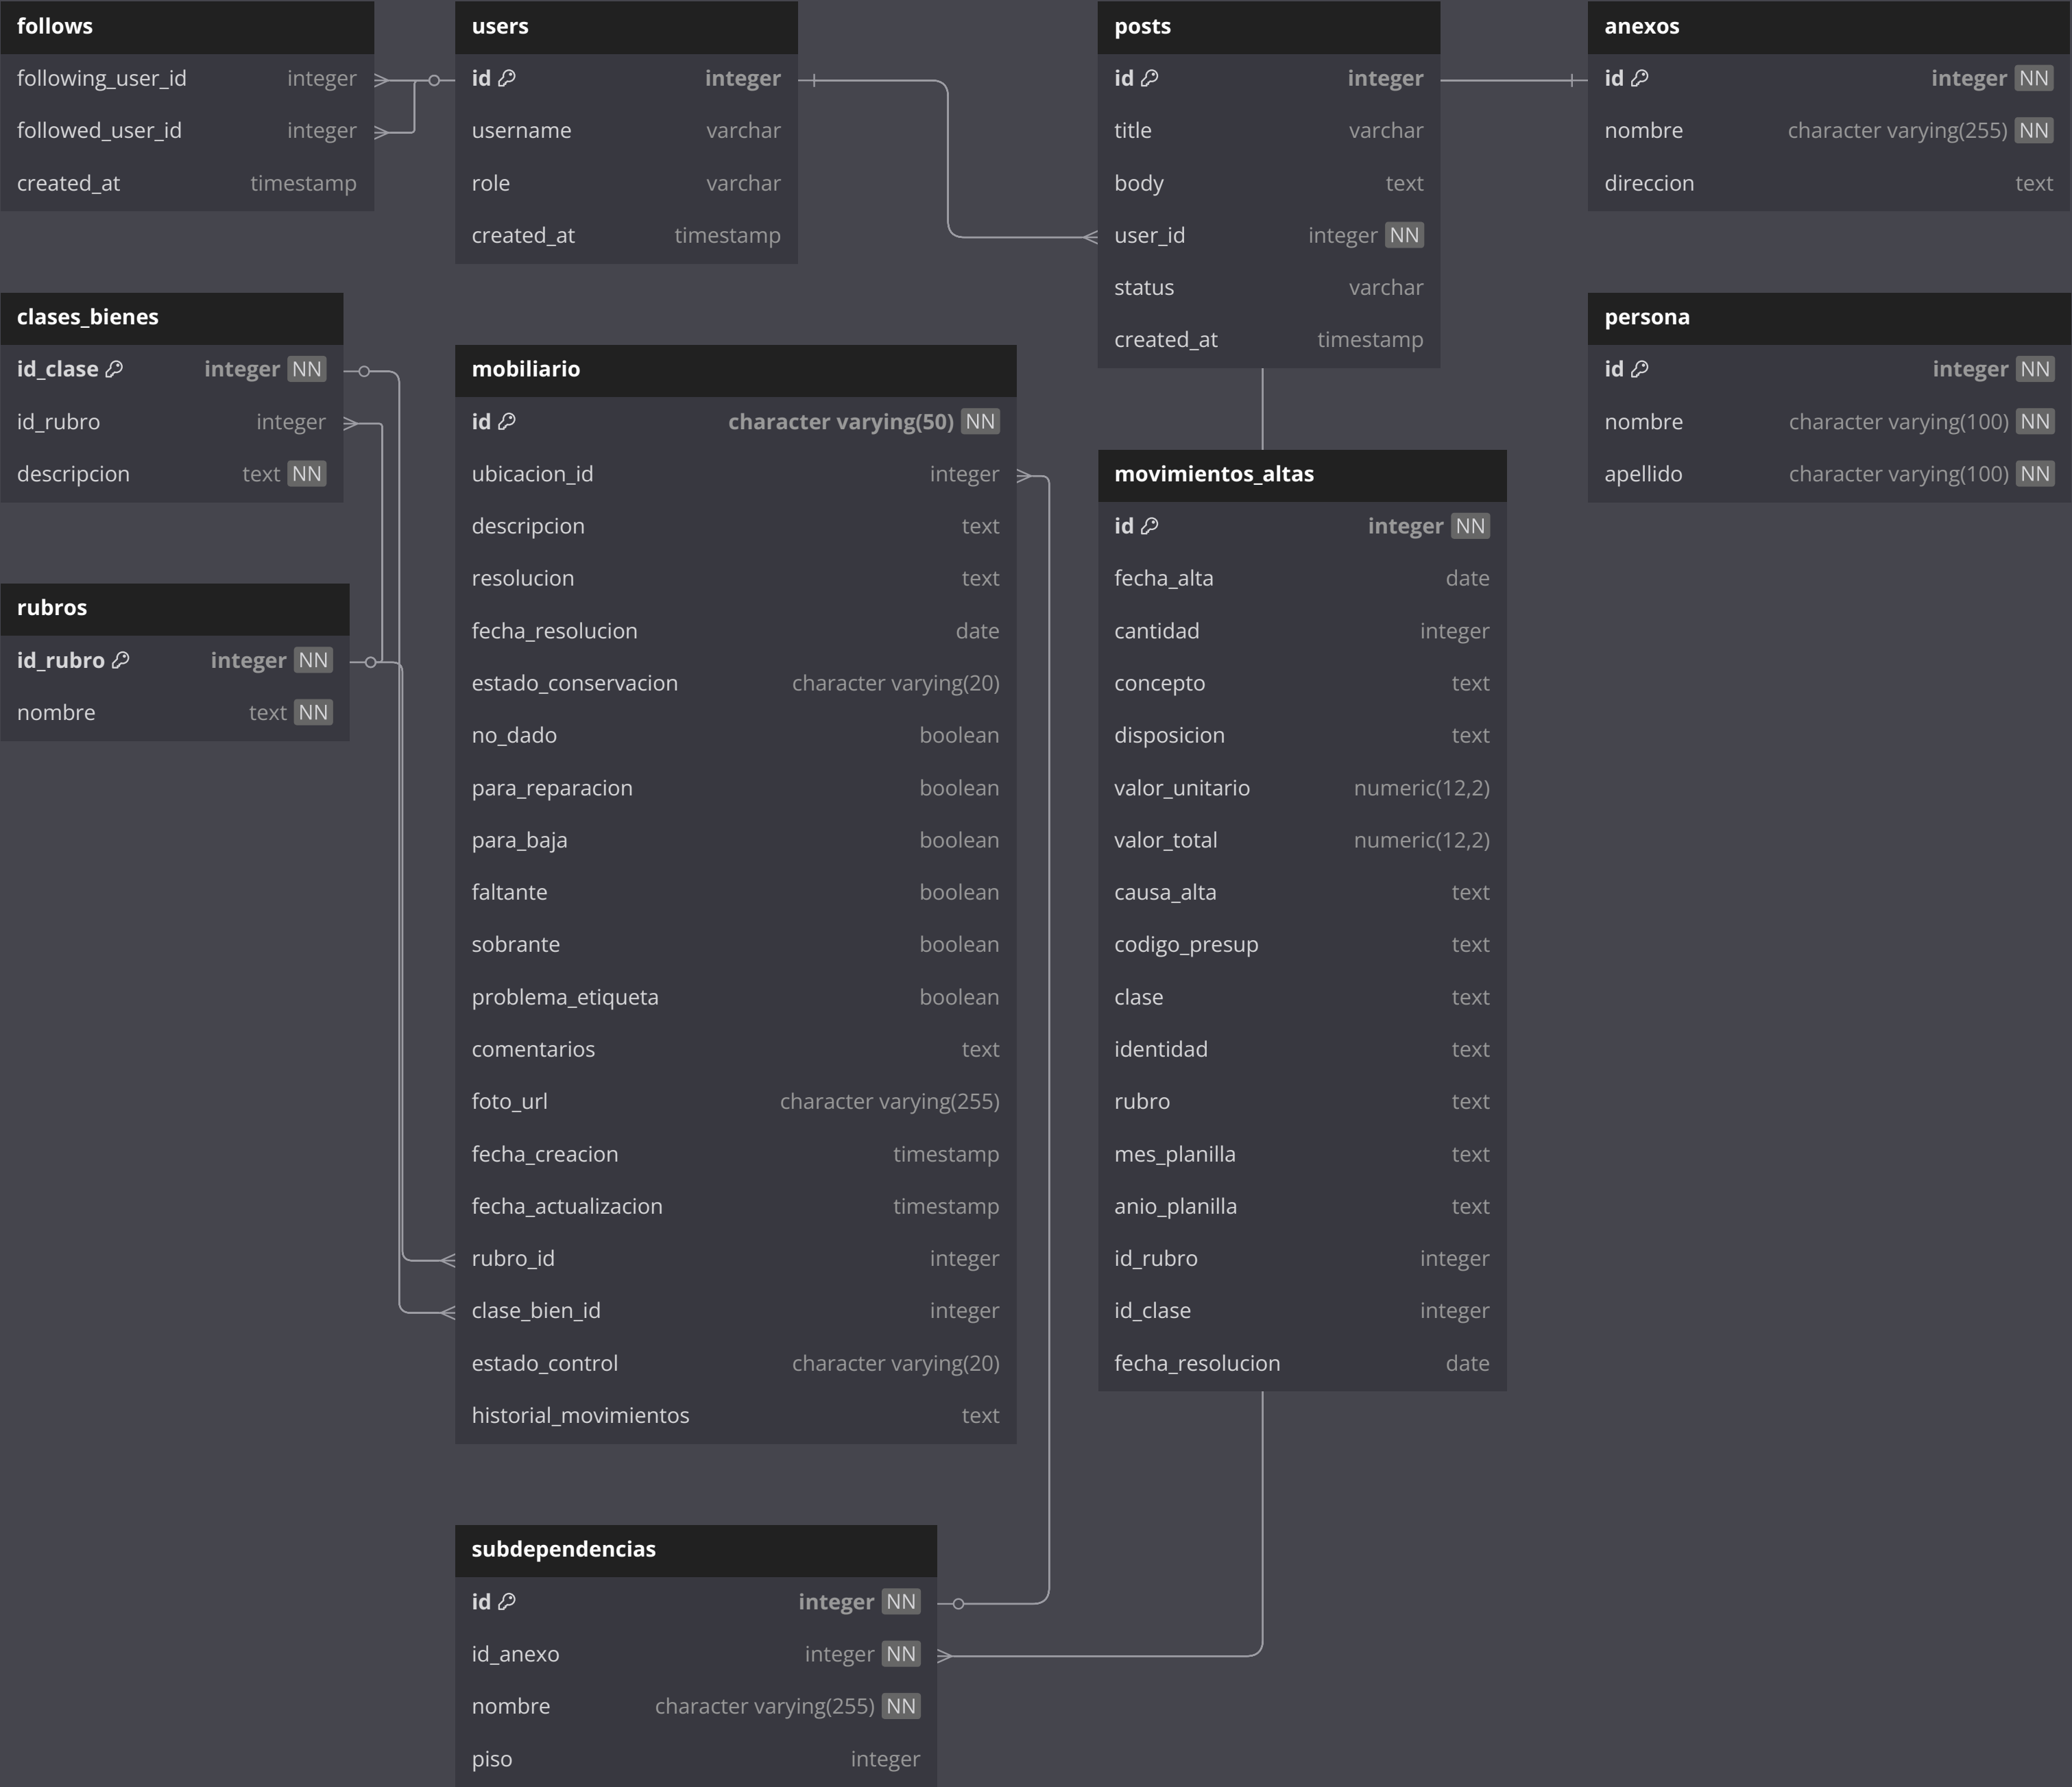 follows
following_user_id integer
followed_user_id integer
created_at timestamp
users
id integer
username varchar
role varchar
created_at timestamp
posts
id integer
title varchar
body text
user_id integer NN
status varchar
created_at timestamp
anexos
id integer NN
nombre character varying(255) NN
direccion text
clases_bienes
id_clase integer NN
id_rubro integer
descripcion text NN
persona
id integer NN
nombre character varying(100) NN
apellido character varying(100) NN
rubros
id_rubro integer NN
nombre text NN
mobiliario
id character varying(50) NN
ubicacion_id integer
descripcion text
resolucion text
fecha_resolucion date
estado_conservacion character varying(20)
no_dado boolean
para_reparacion boolean
para_baja boolean
faltante boolean
sobrante boolean
problema_etiqueta boolean
comentarios text
foto_url character varying(255)
fecha_creacion timestamp
fecha_actualizacion timestamp
rubro_id integer
clase_bien_id integer
estado_control character varying(20)
historial_movimientos text
movimientos_altas
id integer NN
fecha_alta date
cantidad integer
concepto text
disposicion text
valor_unitario numeric(12,2)
valor_total numeric(12,2)
causa_alta text
codigo_presup text
clase text
identidad text
rubro text
mes_planilla text
anio_planilla text
id_rubro integer
id_clase integer
fecha_resolucion date
subdependencias
id integer NN
id_anexo integer NN
nombre character varying(255) NN
piso integer